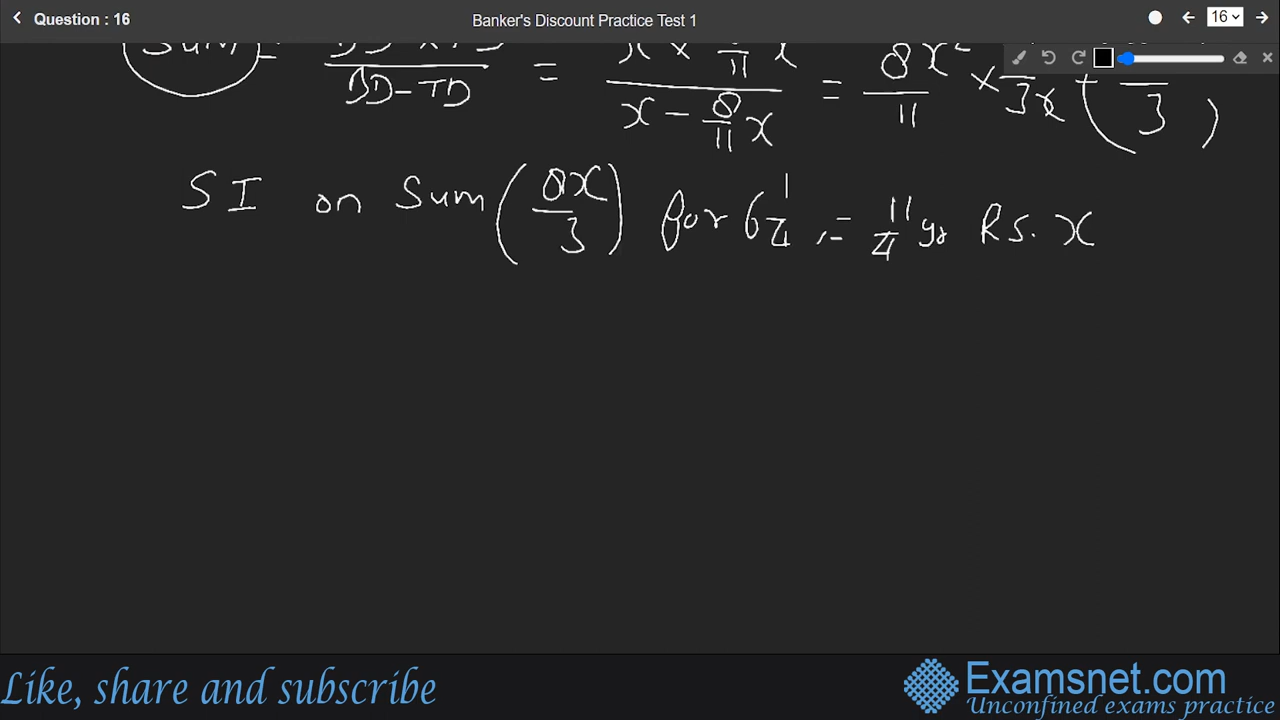 Question : 16
Banker's Discount Practice Test 1
16
Sum = BD × TD / BD - TD = x × 8/11 x / x - 8/11 x = 8x² / 11 × / 3x ( / 3 )
SI on Sum (8x/3) for 6 1/4 = 11/4 yr Rs. x
Like, share and subscribe
Examsnet.com
Unconfined exams practice